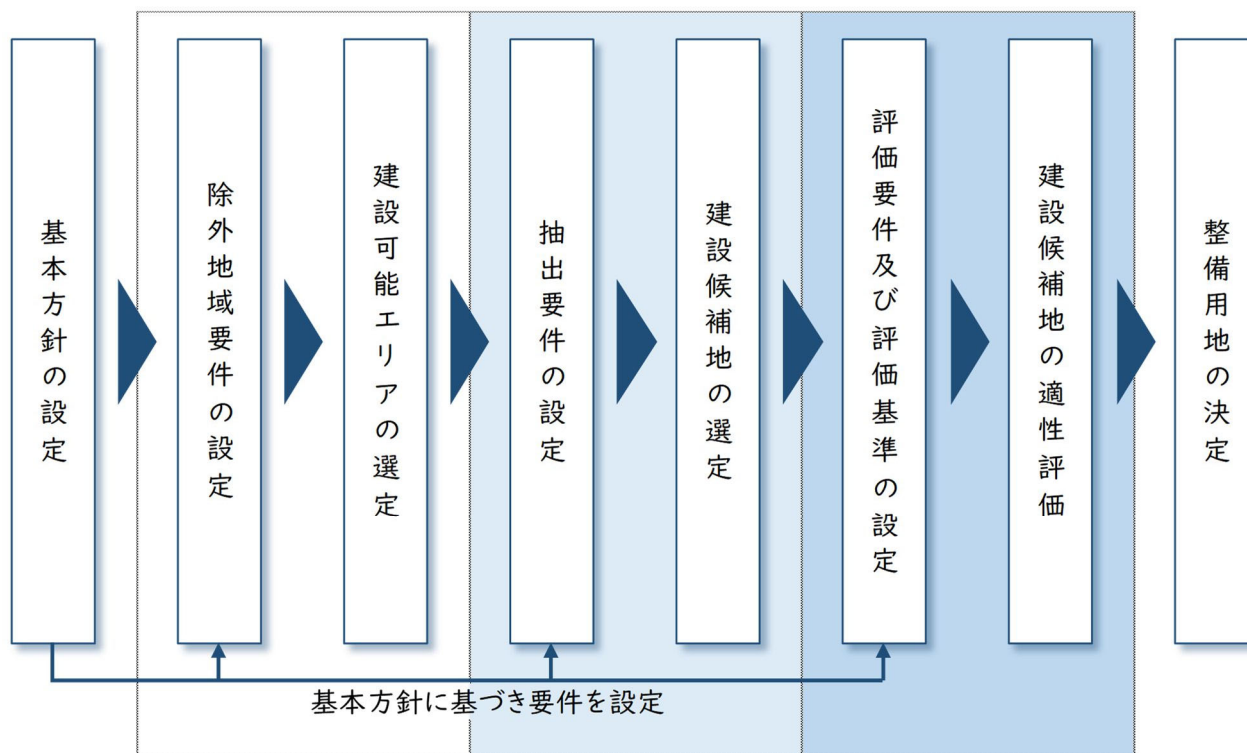 基本方針の設定
除外地域要件の設定
建設可能エリアの選定
抽出要件の設定
建設候補地の選定
評価要件及び評価基準の設定
建設候補地の適性評価
整備用地の決定
基本方針に基づき要件を設定